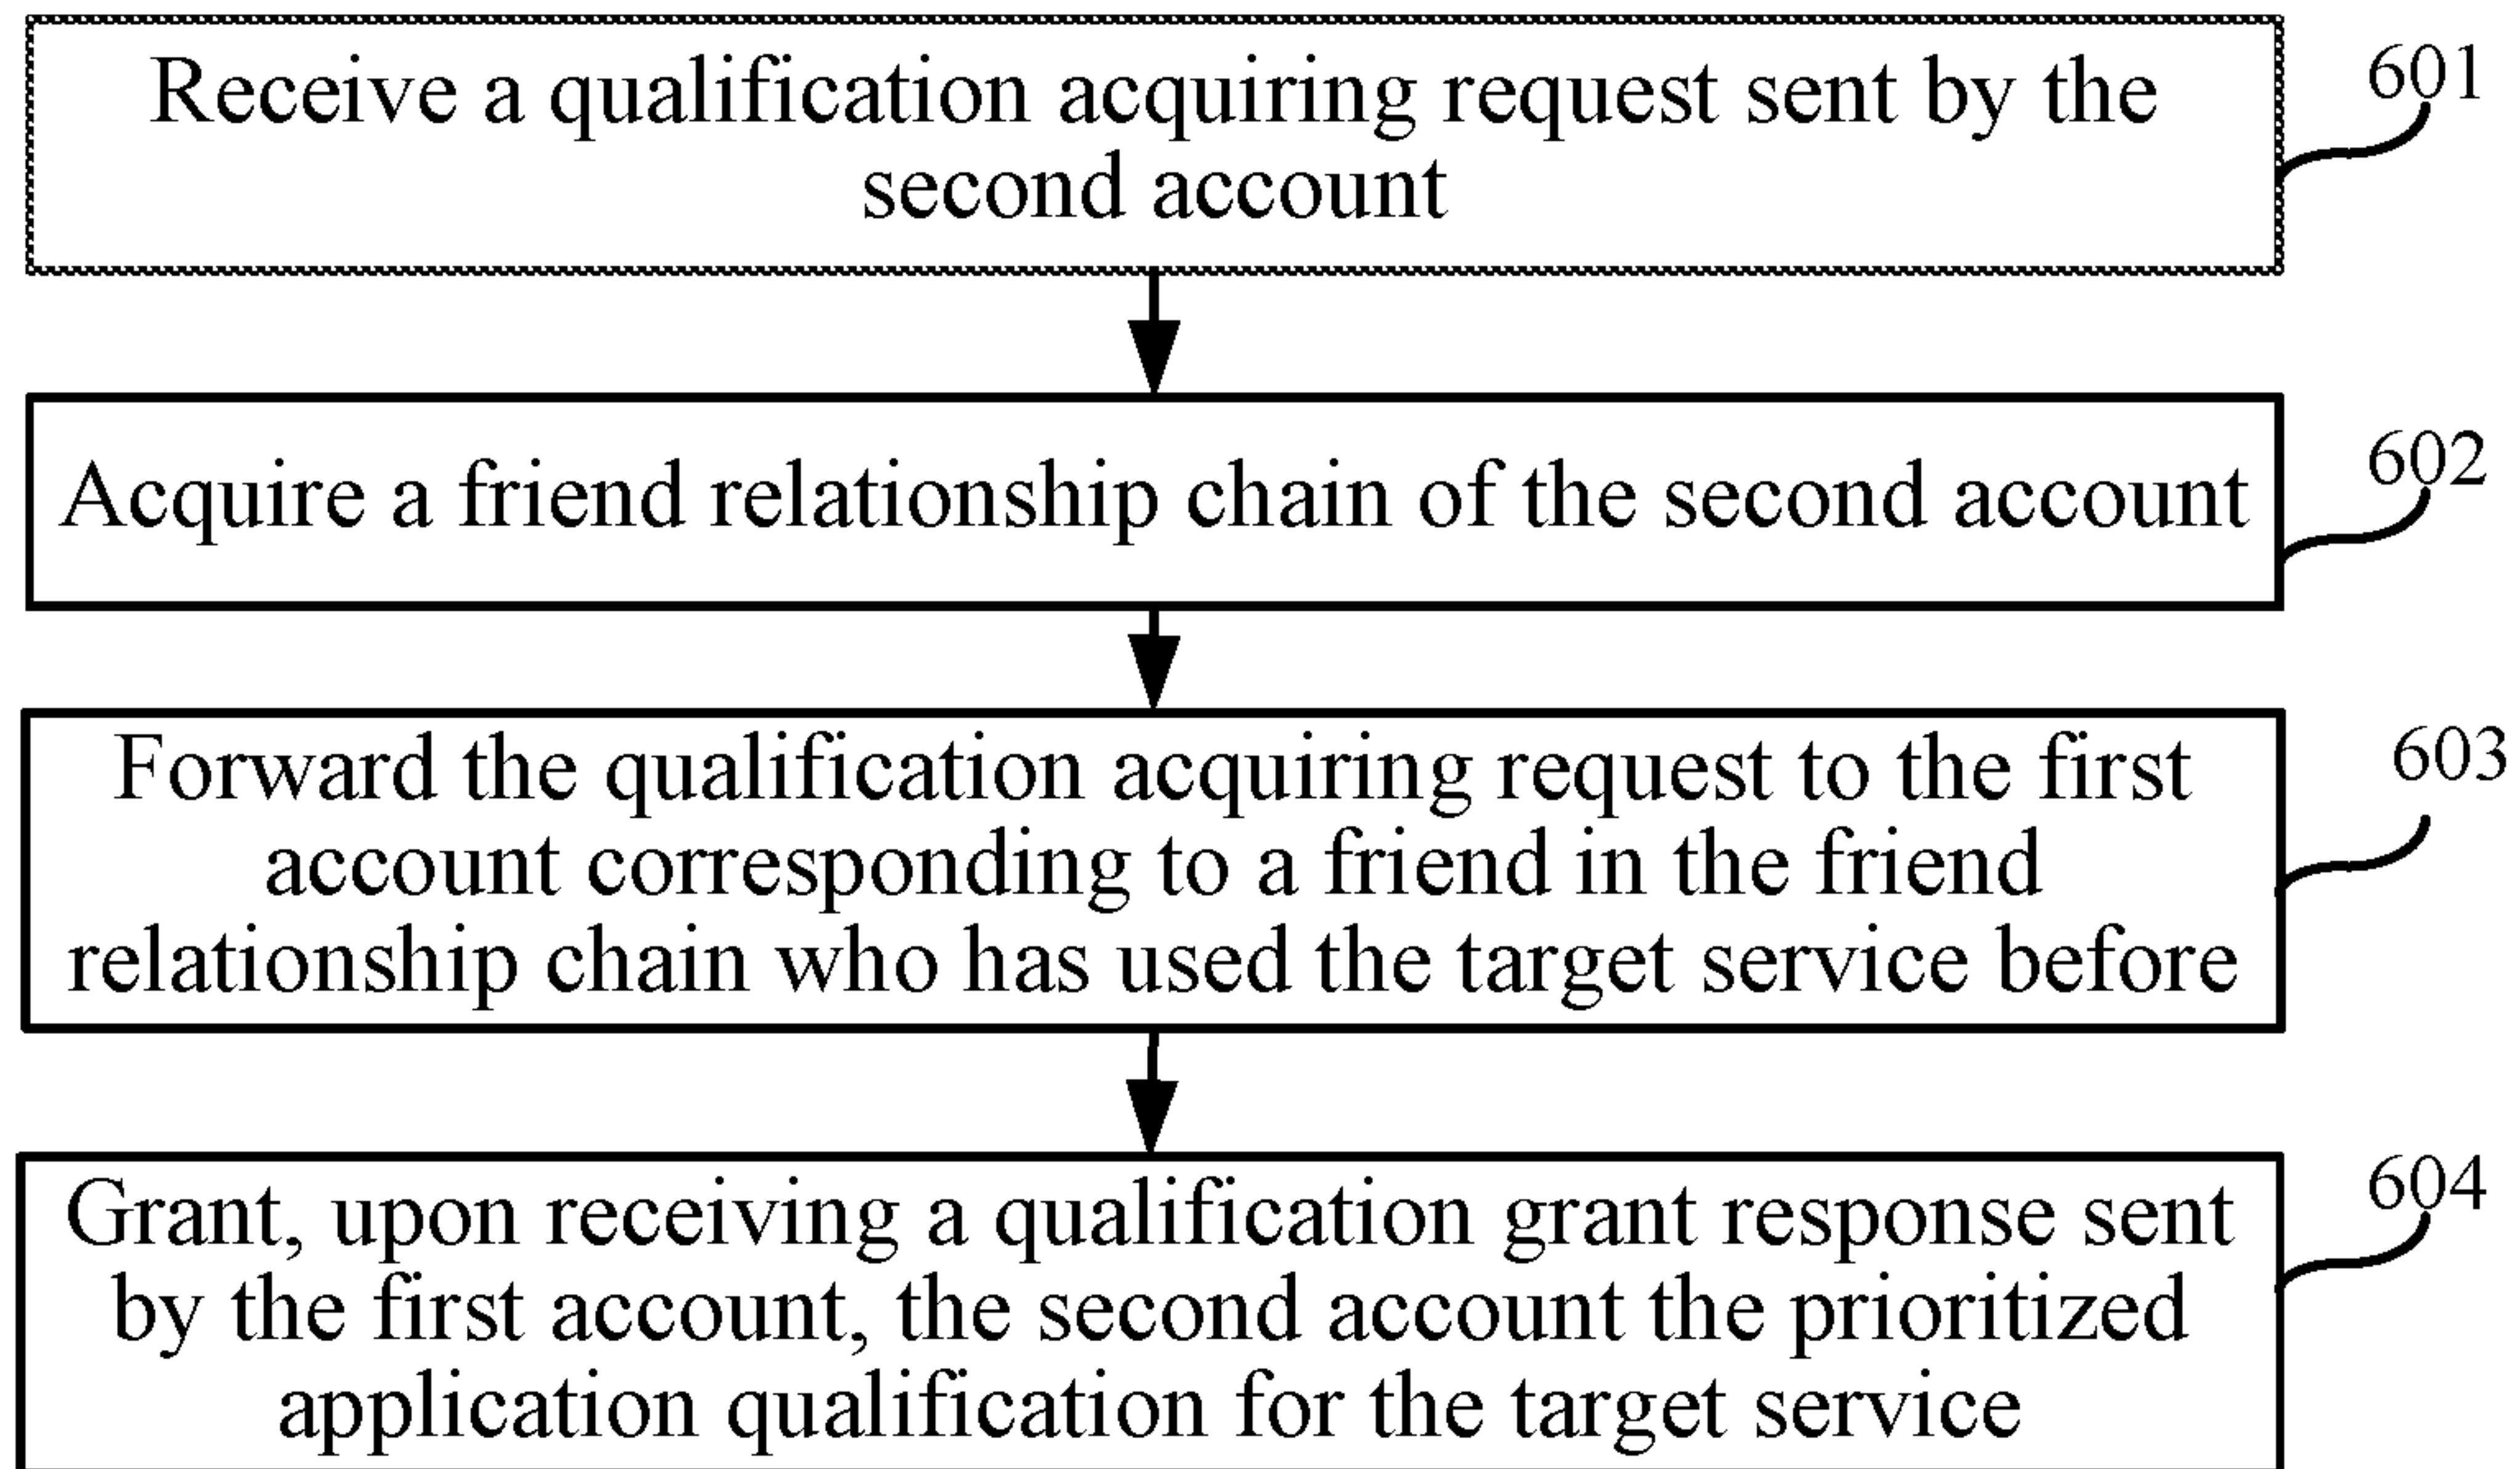 Receive a qualification acquiring request sent by the
second account
601
Acquire a friend relationship chain of the second account
602
Forward the qualification acquiring request to the first
account corresponding to a friend in the friend
relationship chain who has used the target service before
603
Grant, upon receiving a qualification grant response sent
by the first account, the second account the prioritized
application qualification for the target service
604